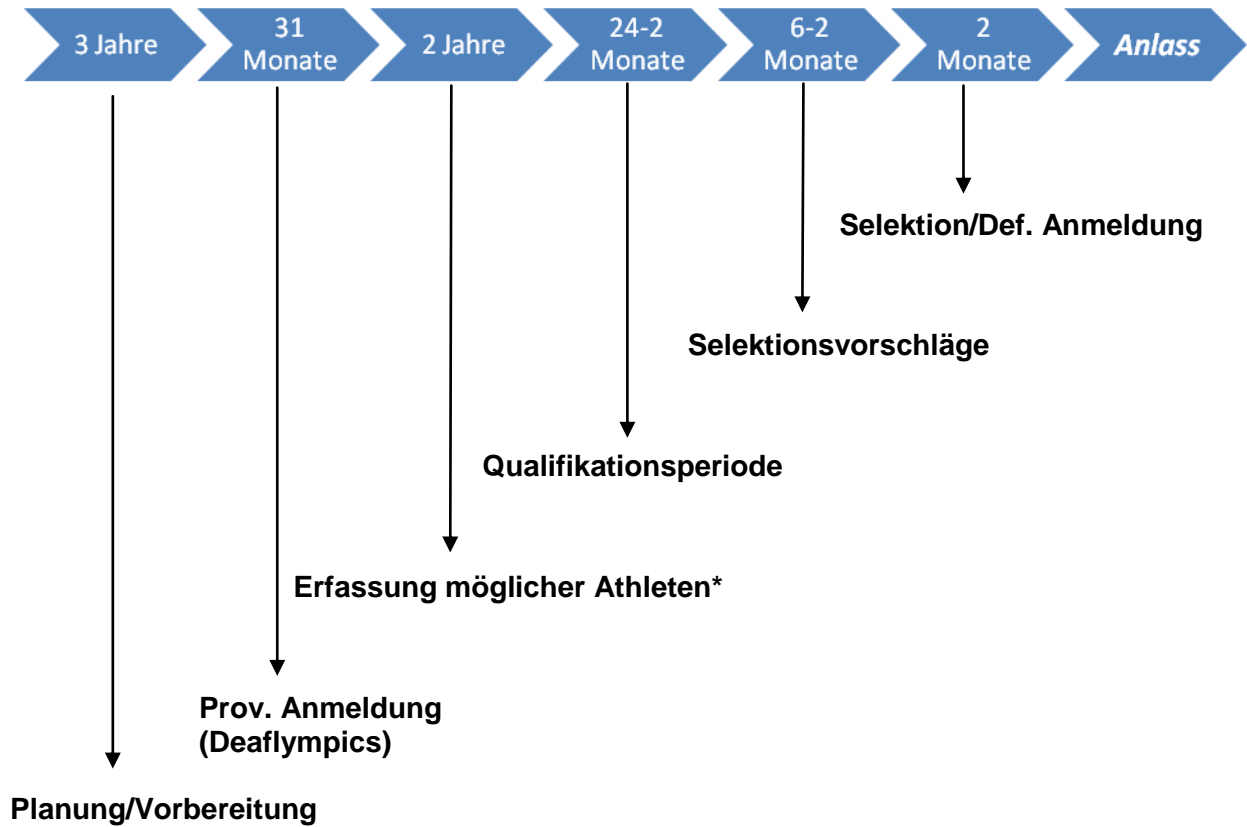 3 Jahre
31
Monate
2 Jahre
24-2
Monate
6-2
Monate
2
Monate
Anlass
Selektion/Def. Anmeldung
Selektionsvorschläge
Qualifikationsperiode
Erfassung möglicher Athleten*
Prov. Anmeldung
(Deaflympics)
Planung/Vorbereitung